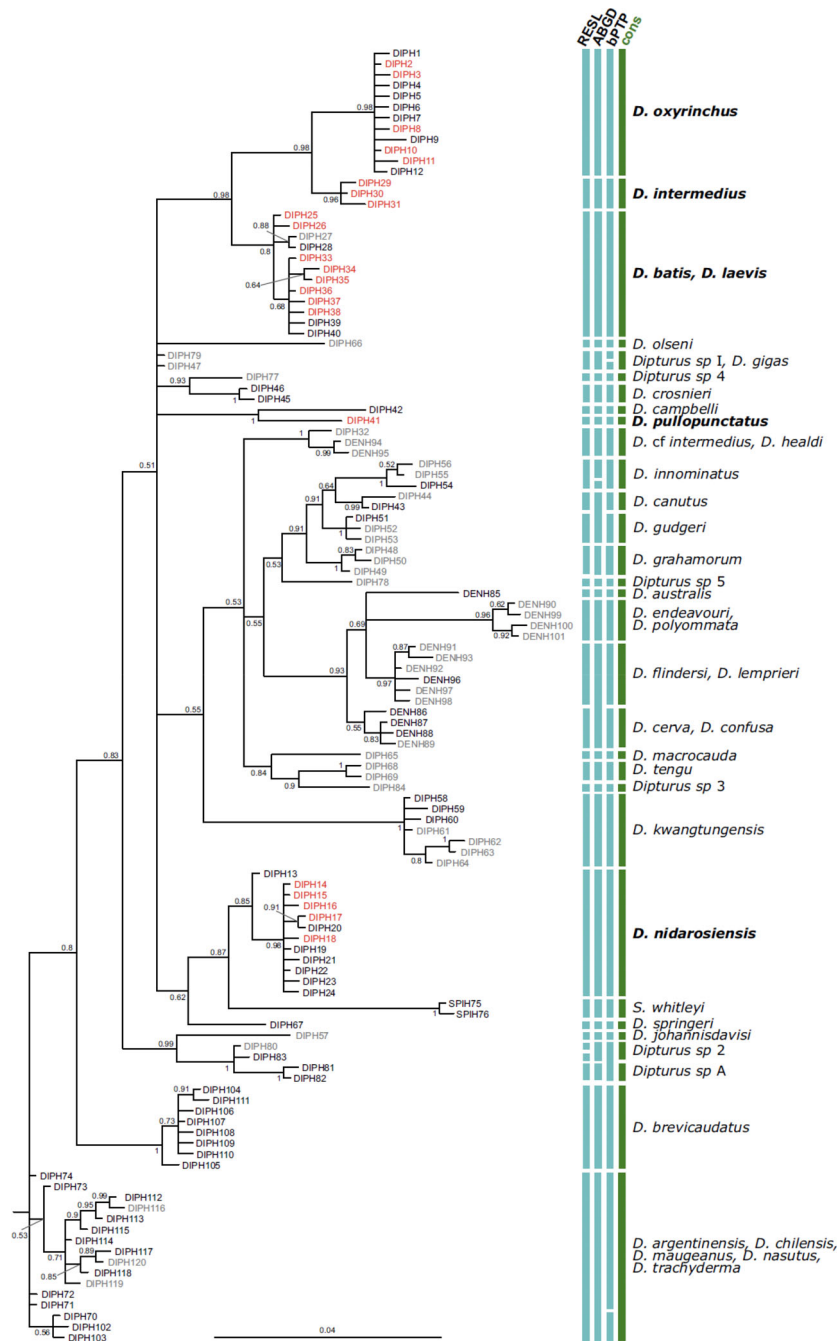 RESL ABGD bPTP cons
DIPH1
DIPH2
DIPH3
DIPH4
DIPH5
DIPH6
0.98 DIPH7
DIPH8
DIPH9
DIPH10
DIPH11
DIPH12
D. oxyrinchus
0.98
DIPH29
DIPH30
0.96 DIPH31
D. intermedius
0.98
DIPH25
0.88 DIPH26
DIPH27
DIPH28
0.8
DIPH33
DIPH34
0.64 DIPH35
DIPH36
DIPH37
0.68 DIPH38
DIPH39
DIPH40
D. batis, D. laevis
DIPH66
D. olseni
DIPH79
DIPH47
Dipturus sp I, D. gigas
DIPH77
Dipturus sp 4
0.93 DIPH46
1 DIPH45
D. crosnieri
DIPH42
D. campbelli
1 DIPH41
D. pullopunctatus
DIPH32
1 DENH94
0.99 DENH95
D. cf intermedius, D. healdi
0.51
0.52 DIPH56
DIPH55
1 DIPH54
D. innominatus
0.64 DIPH44
0.99 DIPH43
D. canutus
0.91 DIPH51
DIPH52
1 DIPH53
D. gudgeri
0.91
0.83 DIPH48
DIPH50
1 DIPH49
D. grahamorum
0.53 DIPH78
Dipturus sp 5
DENH85
D. australis
0.53
0.62 DENH90
0.96 DENH99
DENH100
0.92 DENH101
D. endeavouri,
D. polyommata
0.55
0.69
0.87 DENH91
DENH93
DENH92
0.97 DENH96
DENH97
DENH98
D. flindersi, D. lemprieri
0.93
DENH86
0.55 DENH87
DENH88
0.83 DENH89
D. cerva, D. confusa
0.55
DIPH65
D. macrocauda
0.84 1 DIPH68
DIPH69
D. tengu
0.9 DIPH84
Dipturus sp 3
0.83
DIPH58
DIPH59
DIPH60
1 DIPH61
1 DIPH62
DIPH63
0.8 DIPH64
D. kwangtungensis
DIPH13
DIPH14
DIPH15
0.85 DIPH16
0.91 DIPH17
DIPH20
DIPH18
0.98 DIPH19
DIPH21
DIPH22
DIPH23
DIPH24
D. nidarosiensis
0.8
0.87
SPIH75
1 SPIH76
S. whitleyi
0.62 DIPH67
D. springeri
DIPH57
D. johannisdavisi
0.99 DIPH80
DIPH83
Dipturus sp 2
1 DIPH81
1 DIPH82
Dipturus sp A
0.91 DIPH104
DIPH111
DIPH106
0.73 DIPH107
DIPH108
DIPH109
1 DIPH110
DIPH105
D. brevicaudatus
DIPH74
DIPH73
0.99 DIPH112
0.95 DIPH116
0.9 DIPH113
DIPH115
0.53 DIPH114
0.71 0.89 DIPH117
DIPH120
0.85 DIPH118
DIPH119
D. argentinensis, D. chilensis,
D. maugeanus, D. nasutus,
D. trachyderma
DIPH72
DIPH71
DIPH70
0.56 DIPH102
DIPH103
0.04